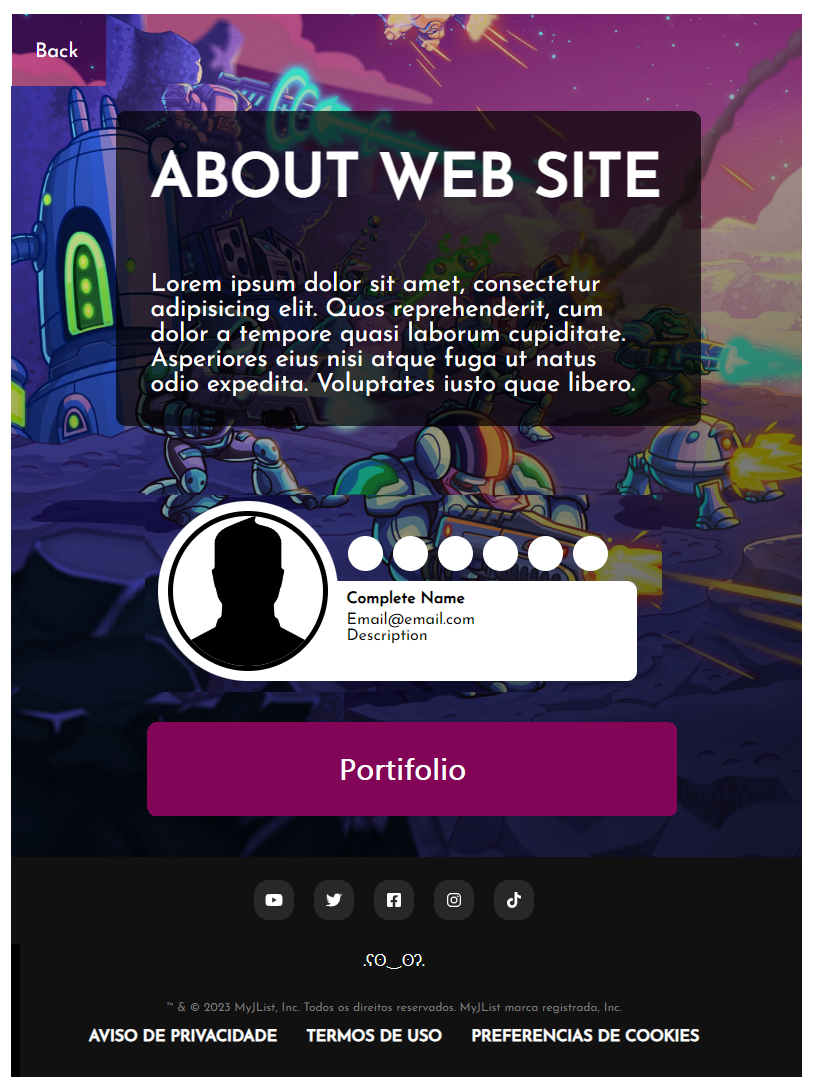 Back
ABOUT WEB SITE
Lorem ipsum dolor sit amet, consectetur
adipisicing elit. Quos reprehenderit, cum
dolor a tempore quasi laborum cupiditate.
Asperiores eius nisi atque fuga ut natus
odio expedita. Voluptates iusto quae libero.
Complete Name
Email@email.com
Description
Portifolio
.ʕʘ‿ʘʔ.
™ & © 2023 MyJList, Inc. Todos os direitos reservados. MyJList marca registrada, Inc.
AVISO DE PRIVACIDADE TERMOS DE USO PREFERENCIAS DE COOKIES